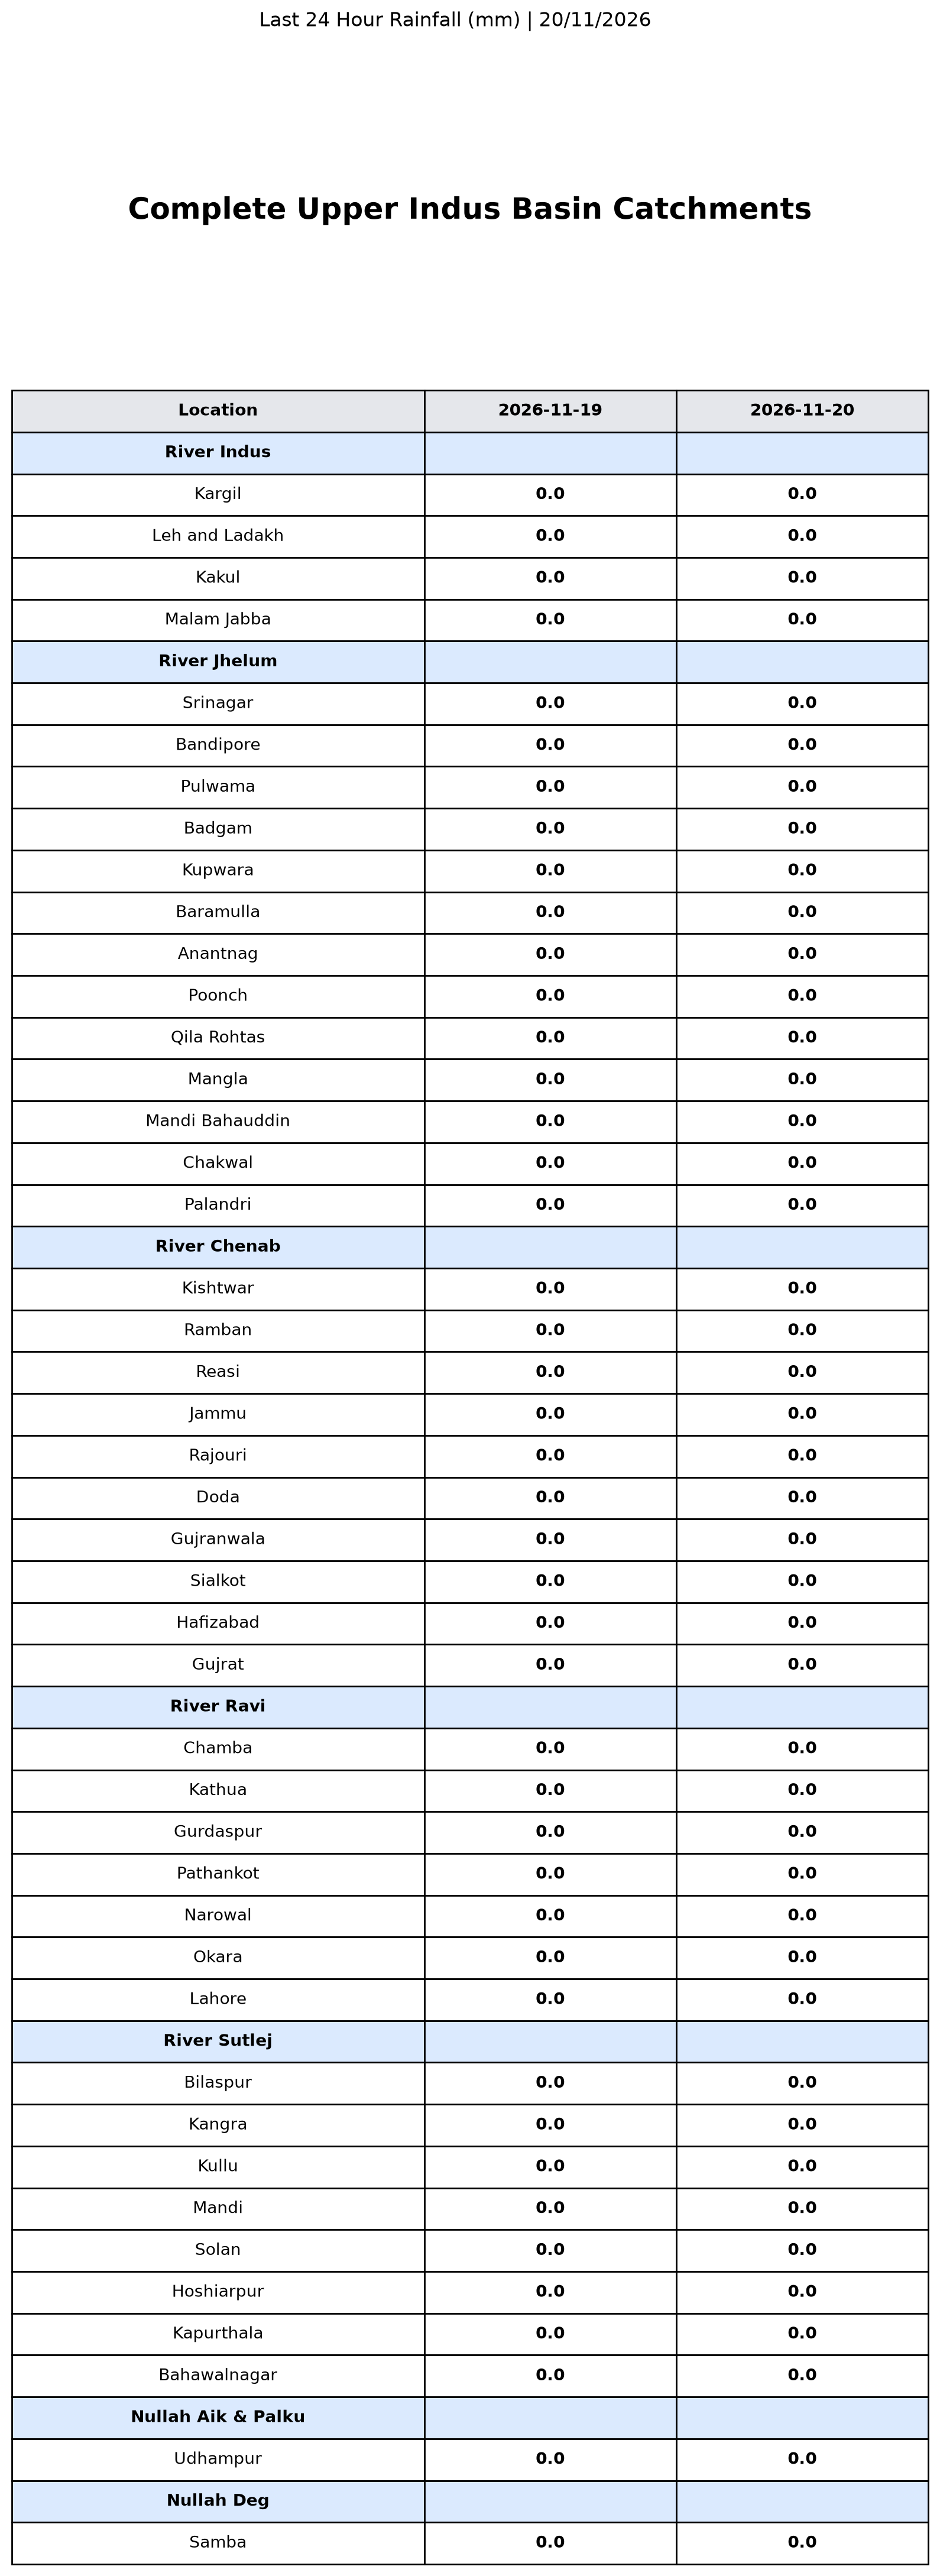 Last 24 Hour Rainfall (mm) | 20/11/2026
Complete Upper Indus Basin Catchments
Location 2026-11-19 2026-11-20
River Indus
Kargil 0.0 0.0
Leh and Ladakh 0.0 0.0
Kakul 0.0 0.0
Malam Jabba 0.0 0.0
River Jhelum
Srinagar 0.0 0.0
Bandipore 0.0 0.0
Pulwama 0.0 0.0
Badgam 0.0 0.0
Kupwara 0.0 0.0
Baramulla 0.0 0.0
Anantnag 0.0 0.0
Poonch 0.0 0.0
Qila Rohtas 0.0 0.0
Mangla 0.0 0.0
Mandi Bahauddin 0.0 0.0
Chakwal 0.0 0.0
Palandri 0.0 0.0
River Chenab
Kishtwar 0.0 0.0
Ramban 0.0 0.0
Reasi 0.0 0.0
Jammu 0.0 0.0
Rajouri 0.0 0.0
Doda 0.0 0.0
Gujranwala 0.0 0.0
Sialkot 0.0 0.0
Hafizabad 0.0 0.0
Gujrat 0.0 0.0
River Ravi
Chamba 0.0 0.0
Kathua 0.0 0.0
Gurdaspur 0.0 0.0
Pathankot 0.0 0.0
Narowal 0.0 0.0
Okara 0.0 0.0
Lahore 0.0 0.0
River Sutlej
Bilaspur 0.0 0.0
Kangra 0.0 0.0
Kullu 0.0 0.0
Mandi 0.0 0.0
Solan 0.0 0.0
Hoshiarpur 0.0 0.0
Kapurthala 0.0 0.0
Bahawalnagar 0.0 0.0
Nullah Aik & Palku
Udhampur 0.0 0.0
Nullah Deg
Samba 0.0 0.0